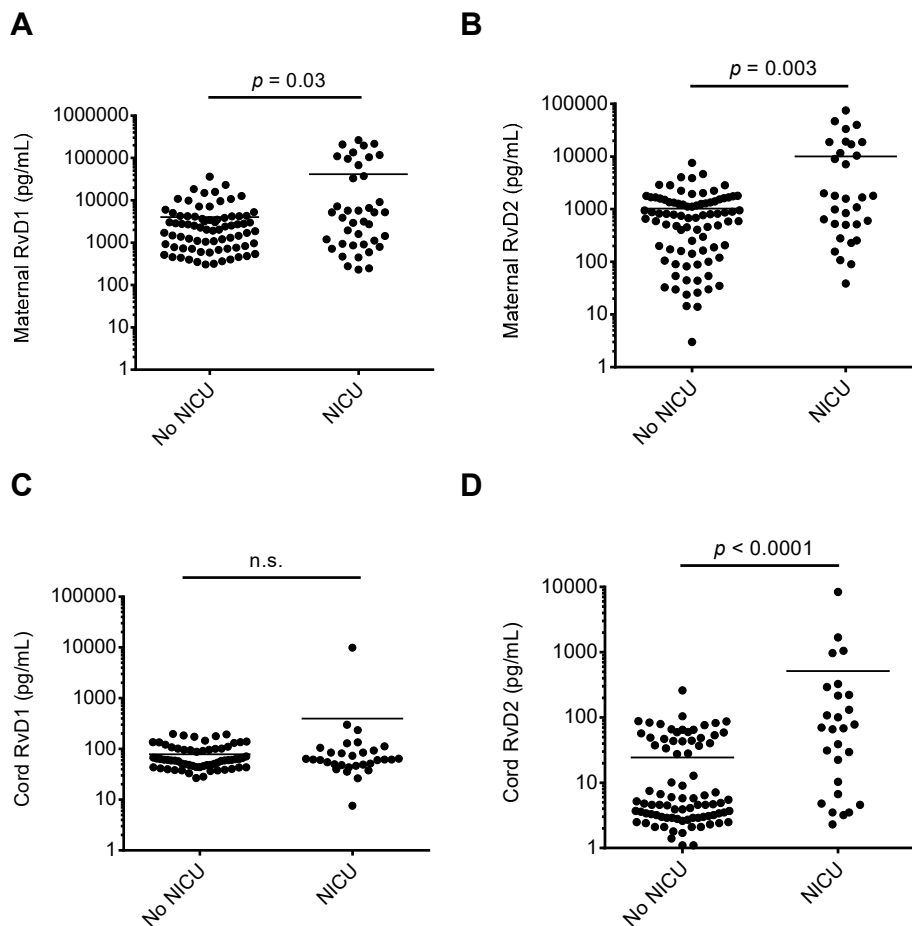 A
p = 0.03
Maternal RvD1 (pg/mL)
1000000
100000
10000
1000
100
10
1
No NICU
NICU
B
p = 0.003
Maternal RvD2 (pg/mL)
100000
10000
1000
100
10
1
No NICU
NICU
C
n.s.
Cord RvD1 (pg/mL)
100000
10000
1000
100
10
1
No NICU
NICU
D
p < 0.0001
Cord RvD2 (pg/mL)
10000
1000
100
10
1
No NICU
NICU